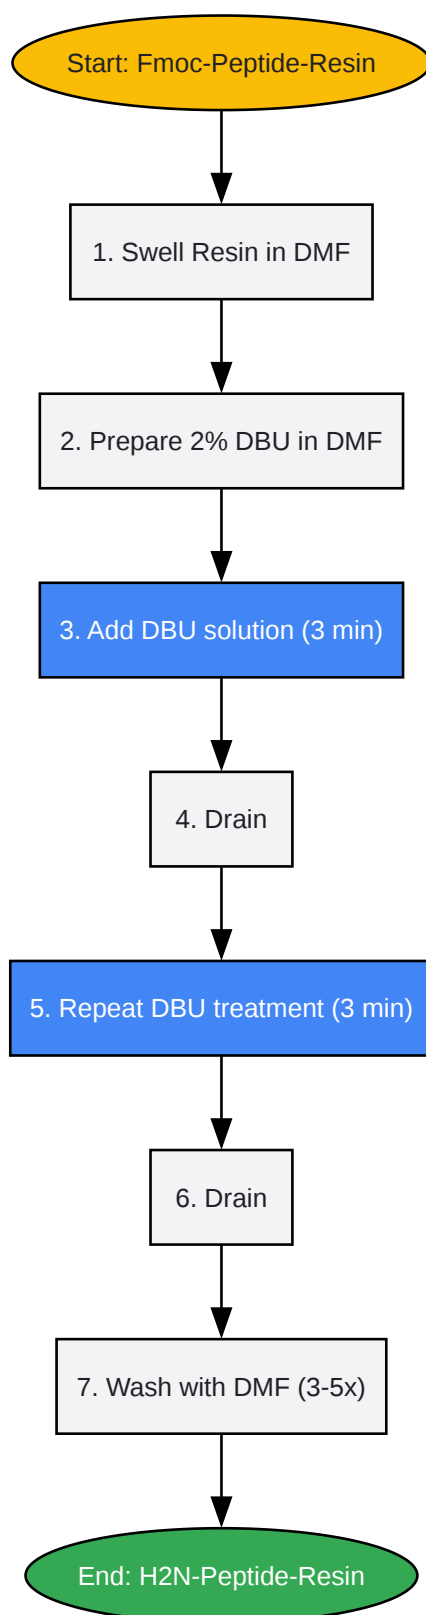 Start: Fmoc-Peptide-Resin
1. Swell Resin in DMF
2. Prepare 2% DBU in DMF
3. Add DBU solution (3 min)
4. Drain
5. Repeat DBU treatment (3 min)
6. Drain
7. Wash with DMF (3-5x)
End: H2N-Peptide-Resin